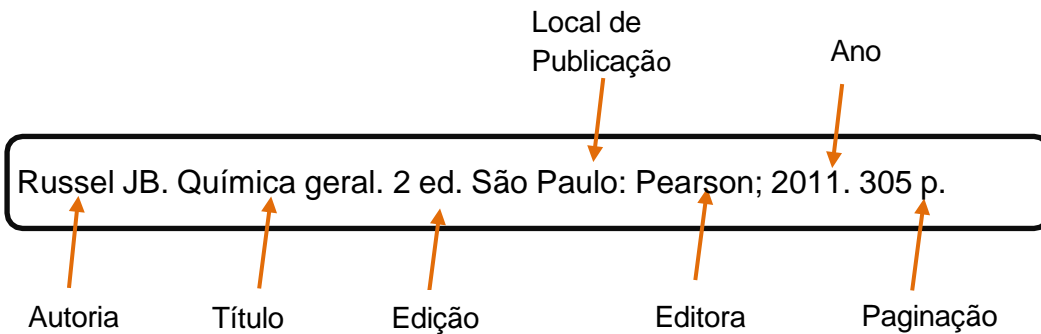 Local de
Publicação
Ano
Russel JB. Química geral. 2 ed. São Paulo: Pearson; 2011. 305 p.
Autoria
Título
Edição
Editora
Paginação